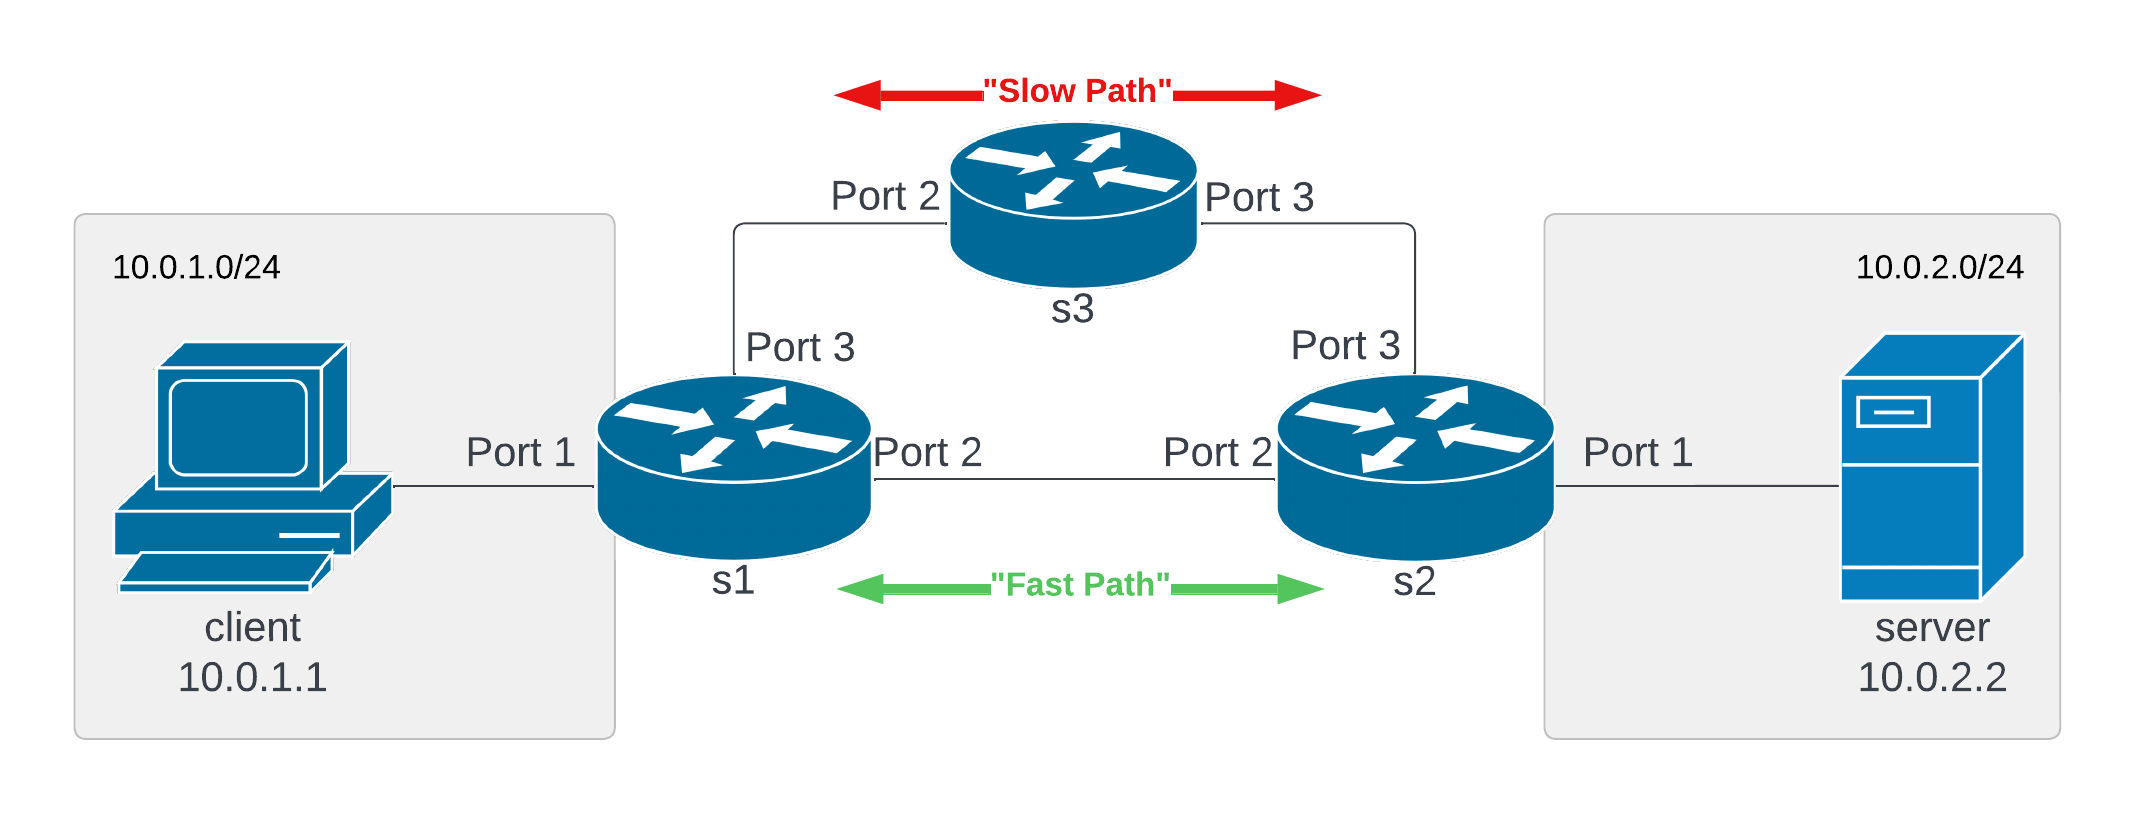 "Slow Path"
Port 2
Port 3
s3
10.0.1.0/24
10.0.2.0/24
Port 3
Port 3
Port 1
Port 2
Port 2
Port 1
s1
"Fast Path"
s2
client
10.0.1.1
server
10.0.2.2